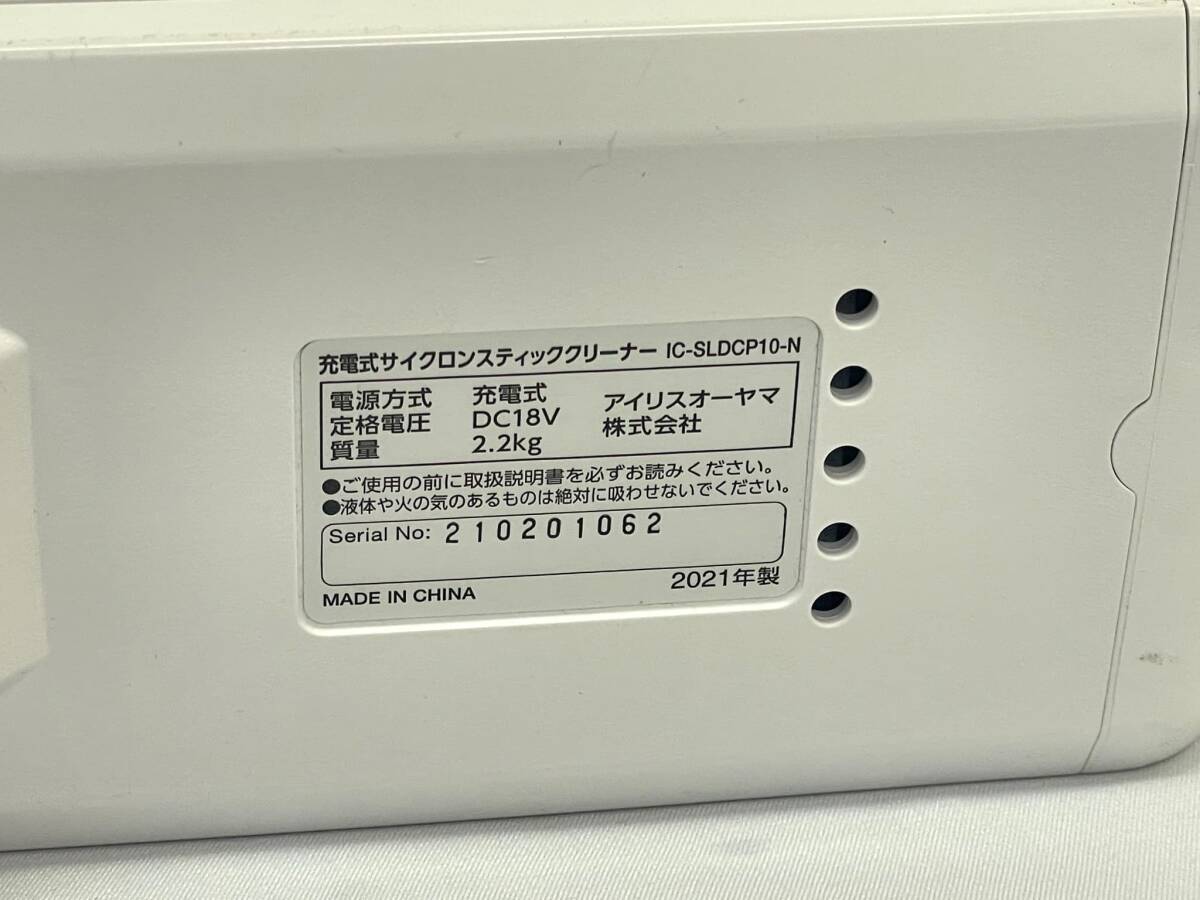 充電式サイクロンスティッククリーナー IC-SLDCP10-N
電源方式 充電式
定格電圧 DC18V
質量 2.2kg
アイリスオーヤマ
株式会社
●ご使用の前に取扱説明書を必ずお読みください。
●液体や火の気のあるものは絶対に吸わせないでください。
Serial No: 210201062
MADE IN CHINA 2021年製